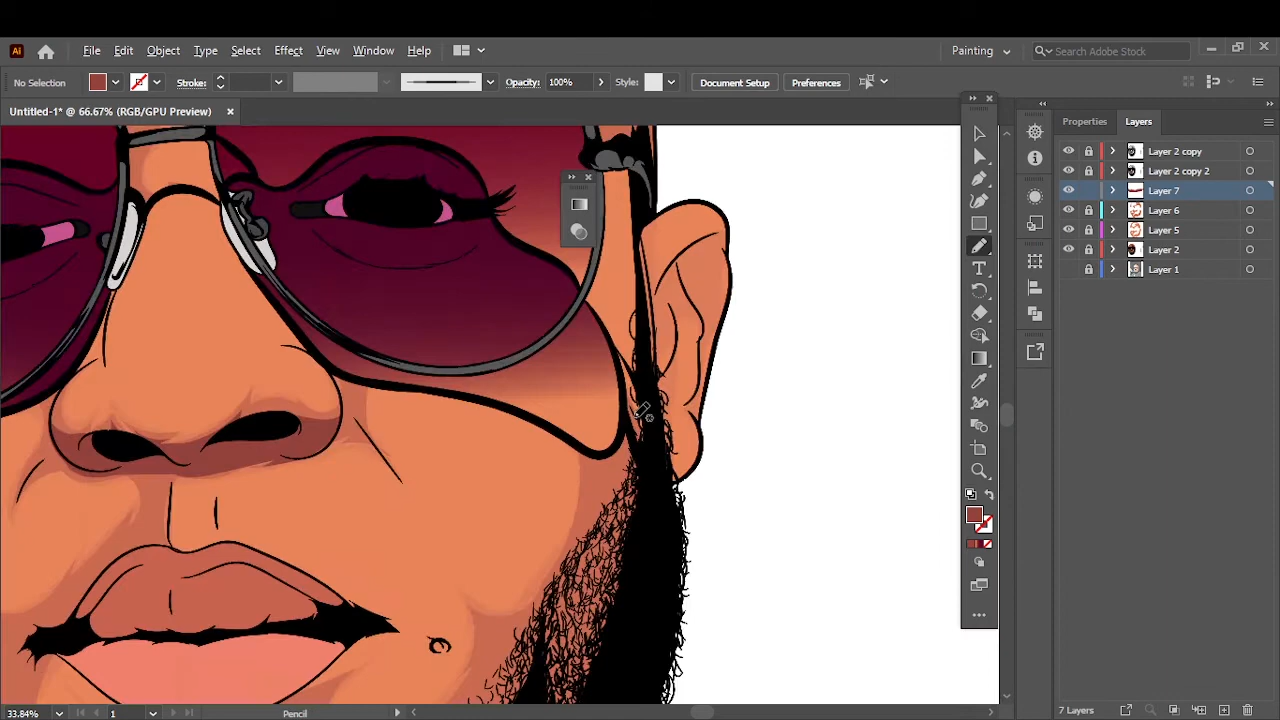 Ai File Edit Object Type Select Effect View Window Help Painting Search Adobe Stock
No Selection Stroke: Opacity: 100% Style: Document Setup Preferences
Untitled-1* @ 66.67% (RGB/GPU Preview)
Properties Layers
Layer 2 copy
Layer 2 copy 2
Layer 7
Layer 6
Layer 5
Layer 2
Layer 1
33.84% 1 Pencil 7 Layers